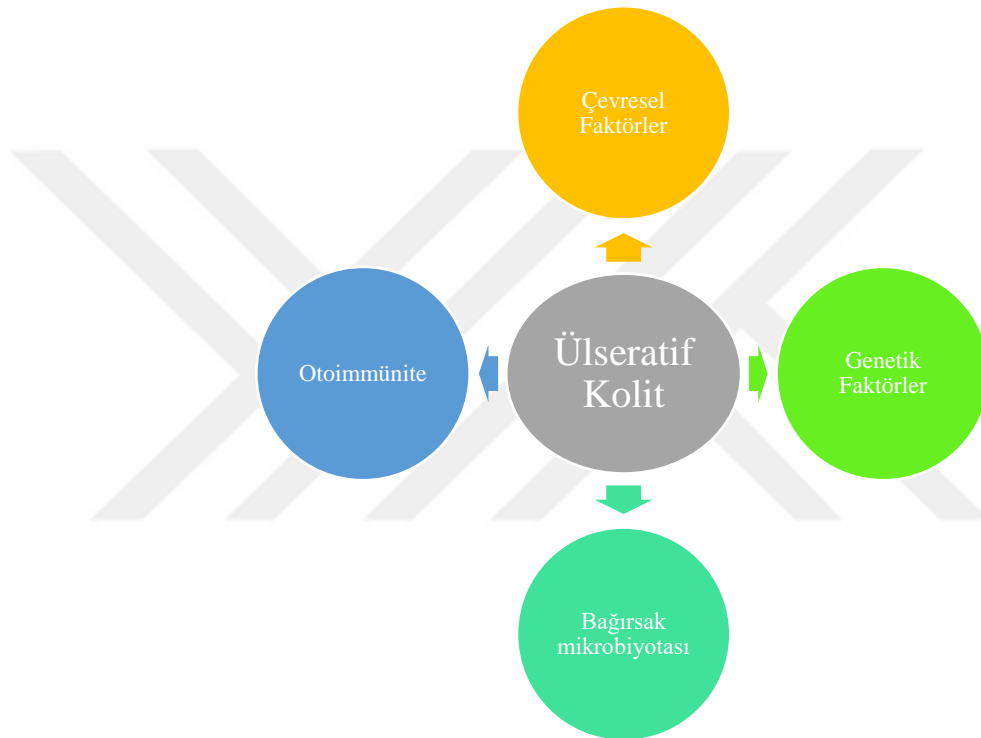 Çevresel
Faktörler
Otoimmünite
Ülseratif
Kolit
Genetik
Faktörler
Bağırsak
mikrobiyotası